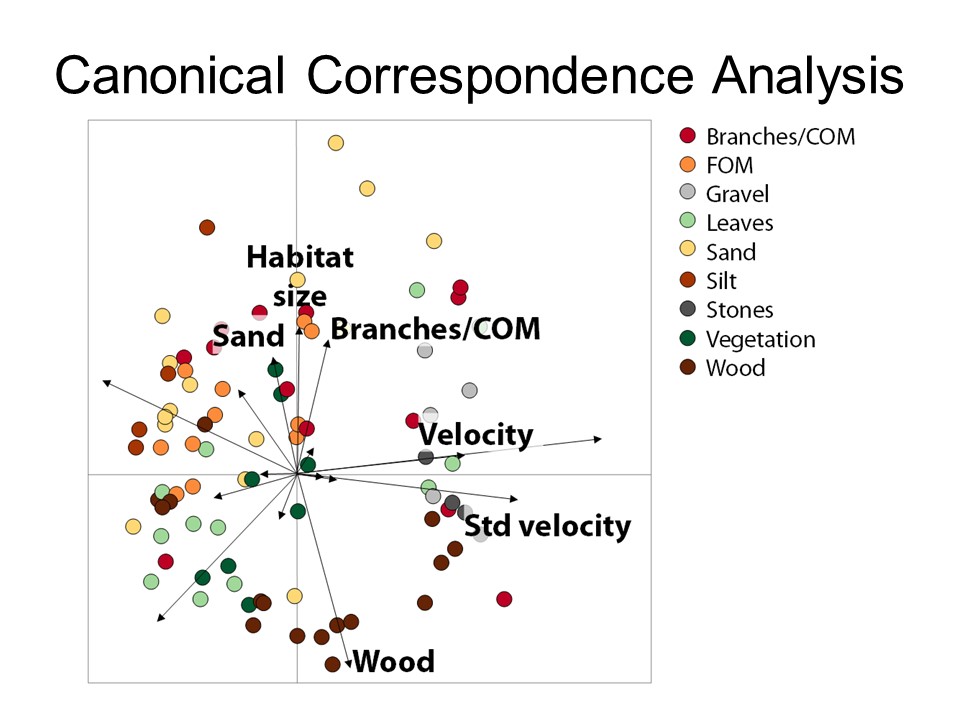 Canonical Correspondence Analysis
Branches/COM
FOM
Gravel
Leaves
Sand
Silt
Stones
Vegetation
Wood
Habitat
size
Sand
Branches/COM
Velocity
Std velocity
Wood